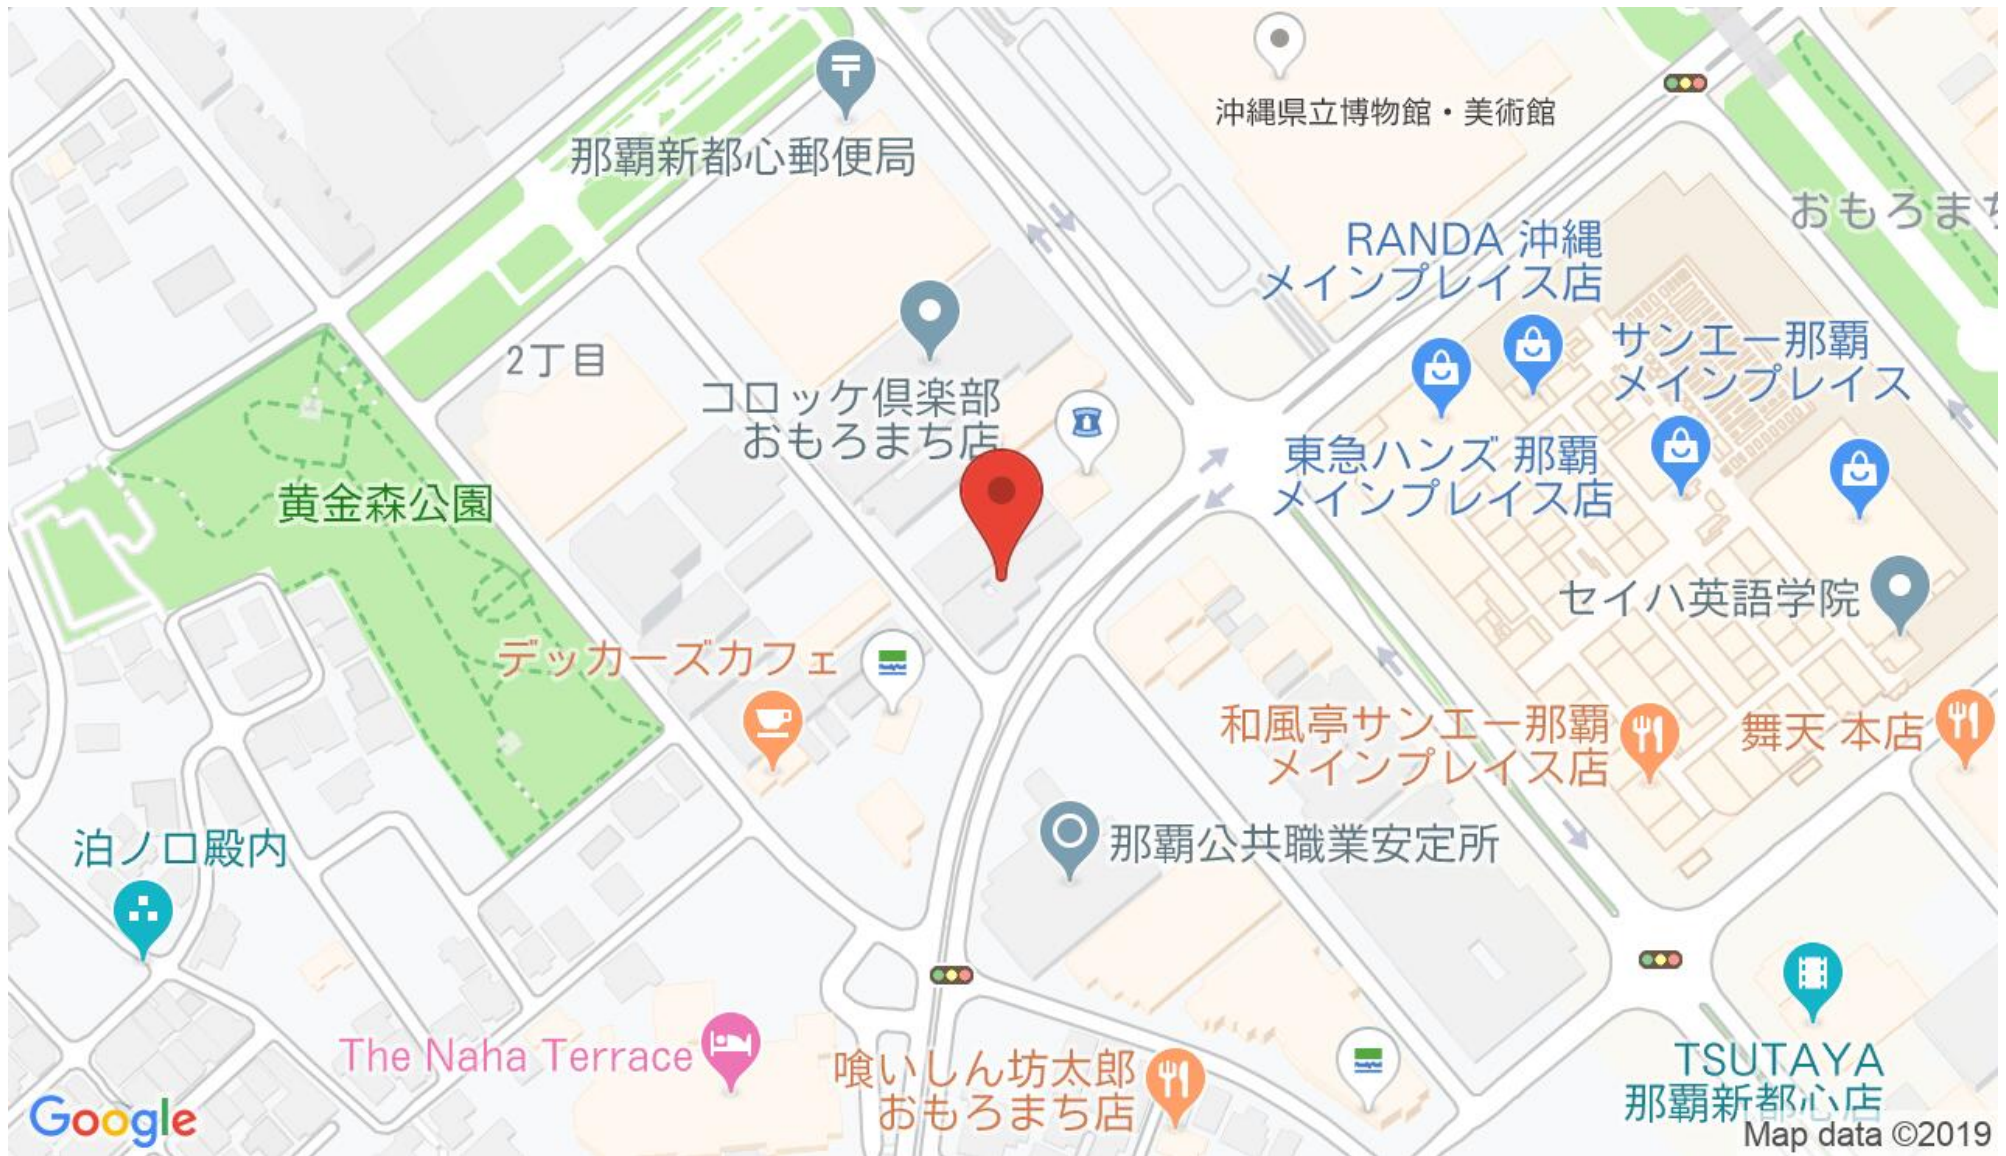 沖縄県立博物館・美術館
那覇新都心郵便局
おもろまち
RANDA 沖縄
メインプレイス店
2丁目
サンエー那覇
メインプレイス
コロッケ倶楽部
おもろまち店
東急ハンズ 那覇
メインプレイス店
黄金森公園
セイハ英語学院
デッカーズカフェ
和風亭サンエー那覇
メインプレイス店
舞天 本店
泊ノロ殿内
那覇公共職業安定所
The Naha Terrace
喰いしん坊太郎
おもろまち店
TSUTAYA
那覇新都心店
Google
Map data ©2019